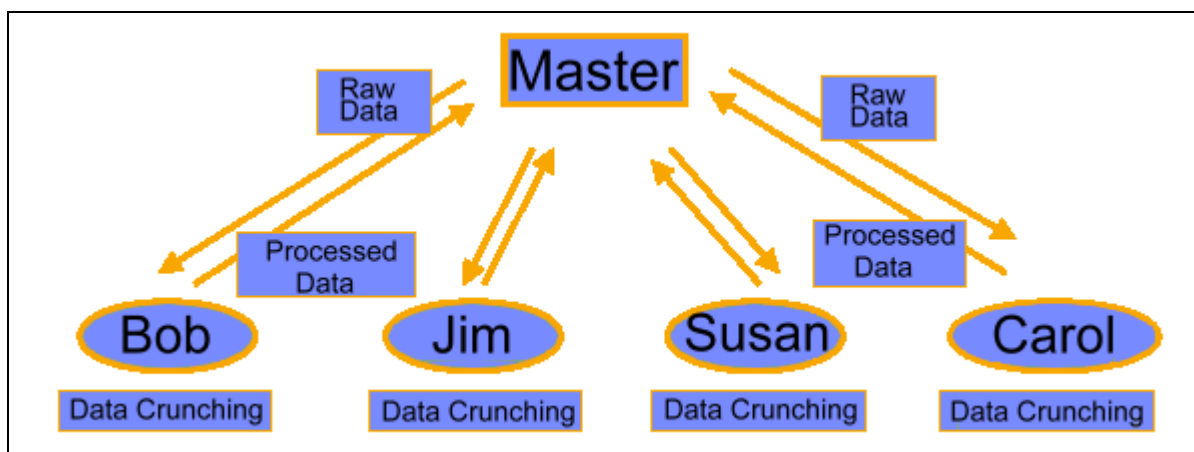 Master
Raw
Data
Raw
Data
Processed
Data
Processed
Data
Bob
Jim
Susan
Carol
Data Crunching
Data Crunching
Data Crunching
Data Crunching